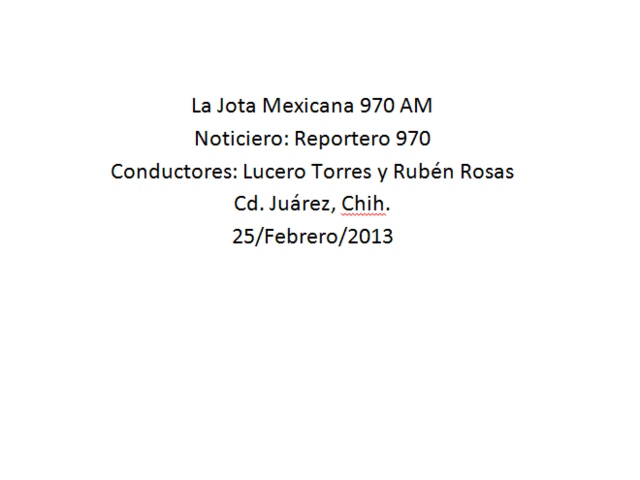 La Jota Mexicana 970 AM
Noticiero: Reportero 970
Conductores: Lucero Torres y Rubén Rosas
Cd. Juárez, Chih.
25/Febrero/2013